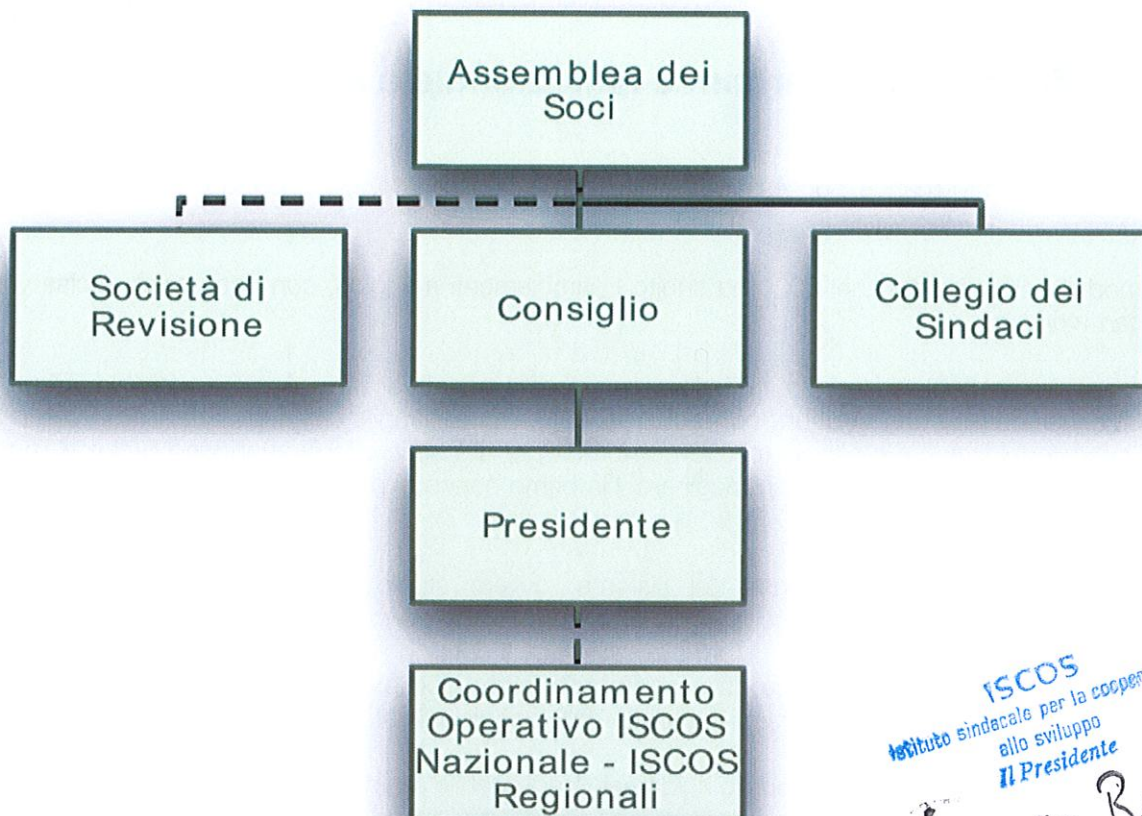 Assemblea dei
Soci
Società di
Revisione
Consiglio
Collegio dei
Sindaci
Presidente
Coordinamento
Operativo ISCOS
Nazionale - ISCOS
Regionali
ISCOS
Istituto sindacale per la
allo sviluppo
Il Presidente